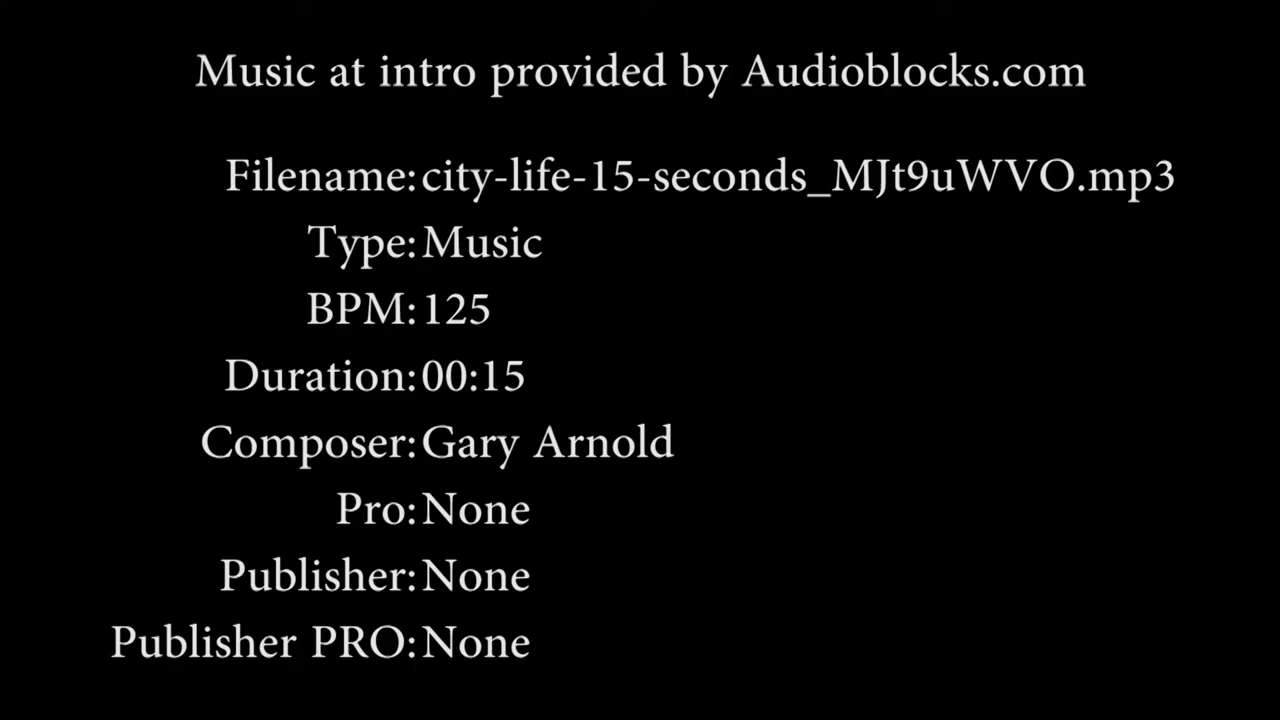 Music at intro provided by Audioblocks.com
Filename: city-life-15-seconds_MJt9uWVO.mp3
Type: Music
BPM: 125
Duration: 00:15
Composer: Gary Arnold
Pro: None
Publisher: None
Publisher PRO: None